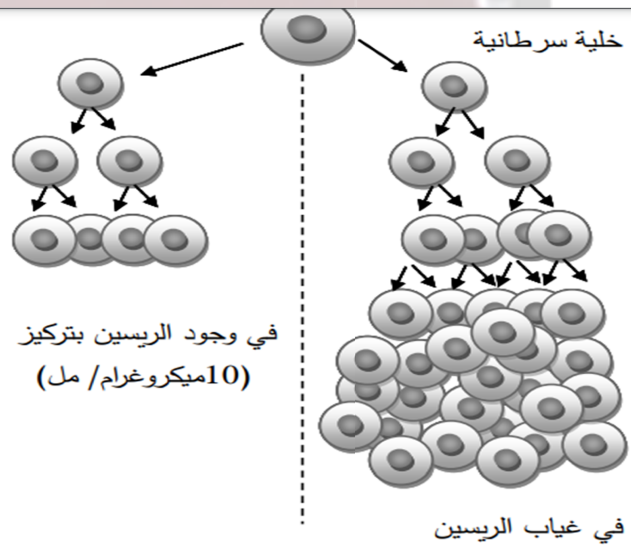 خلية سرطانية
في وجود الريسين بتركيز
(10ميكروغرام/ مل)
في غياب الريسين